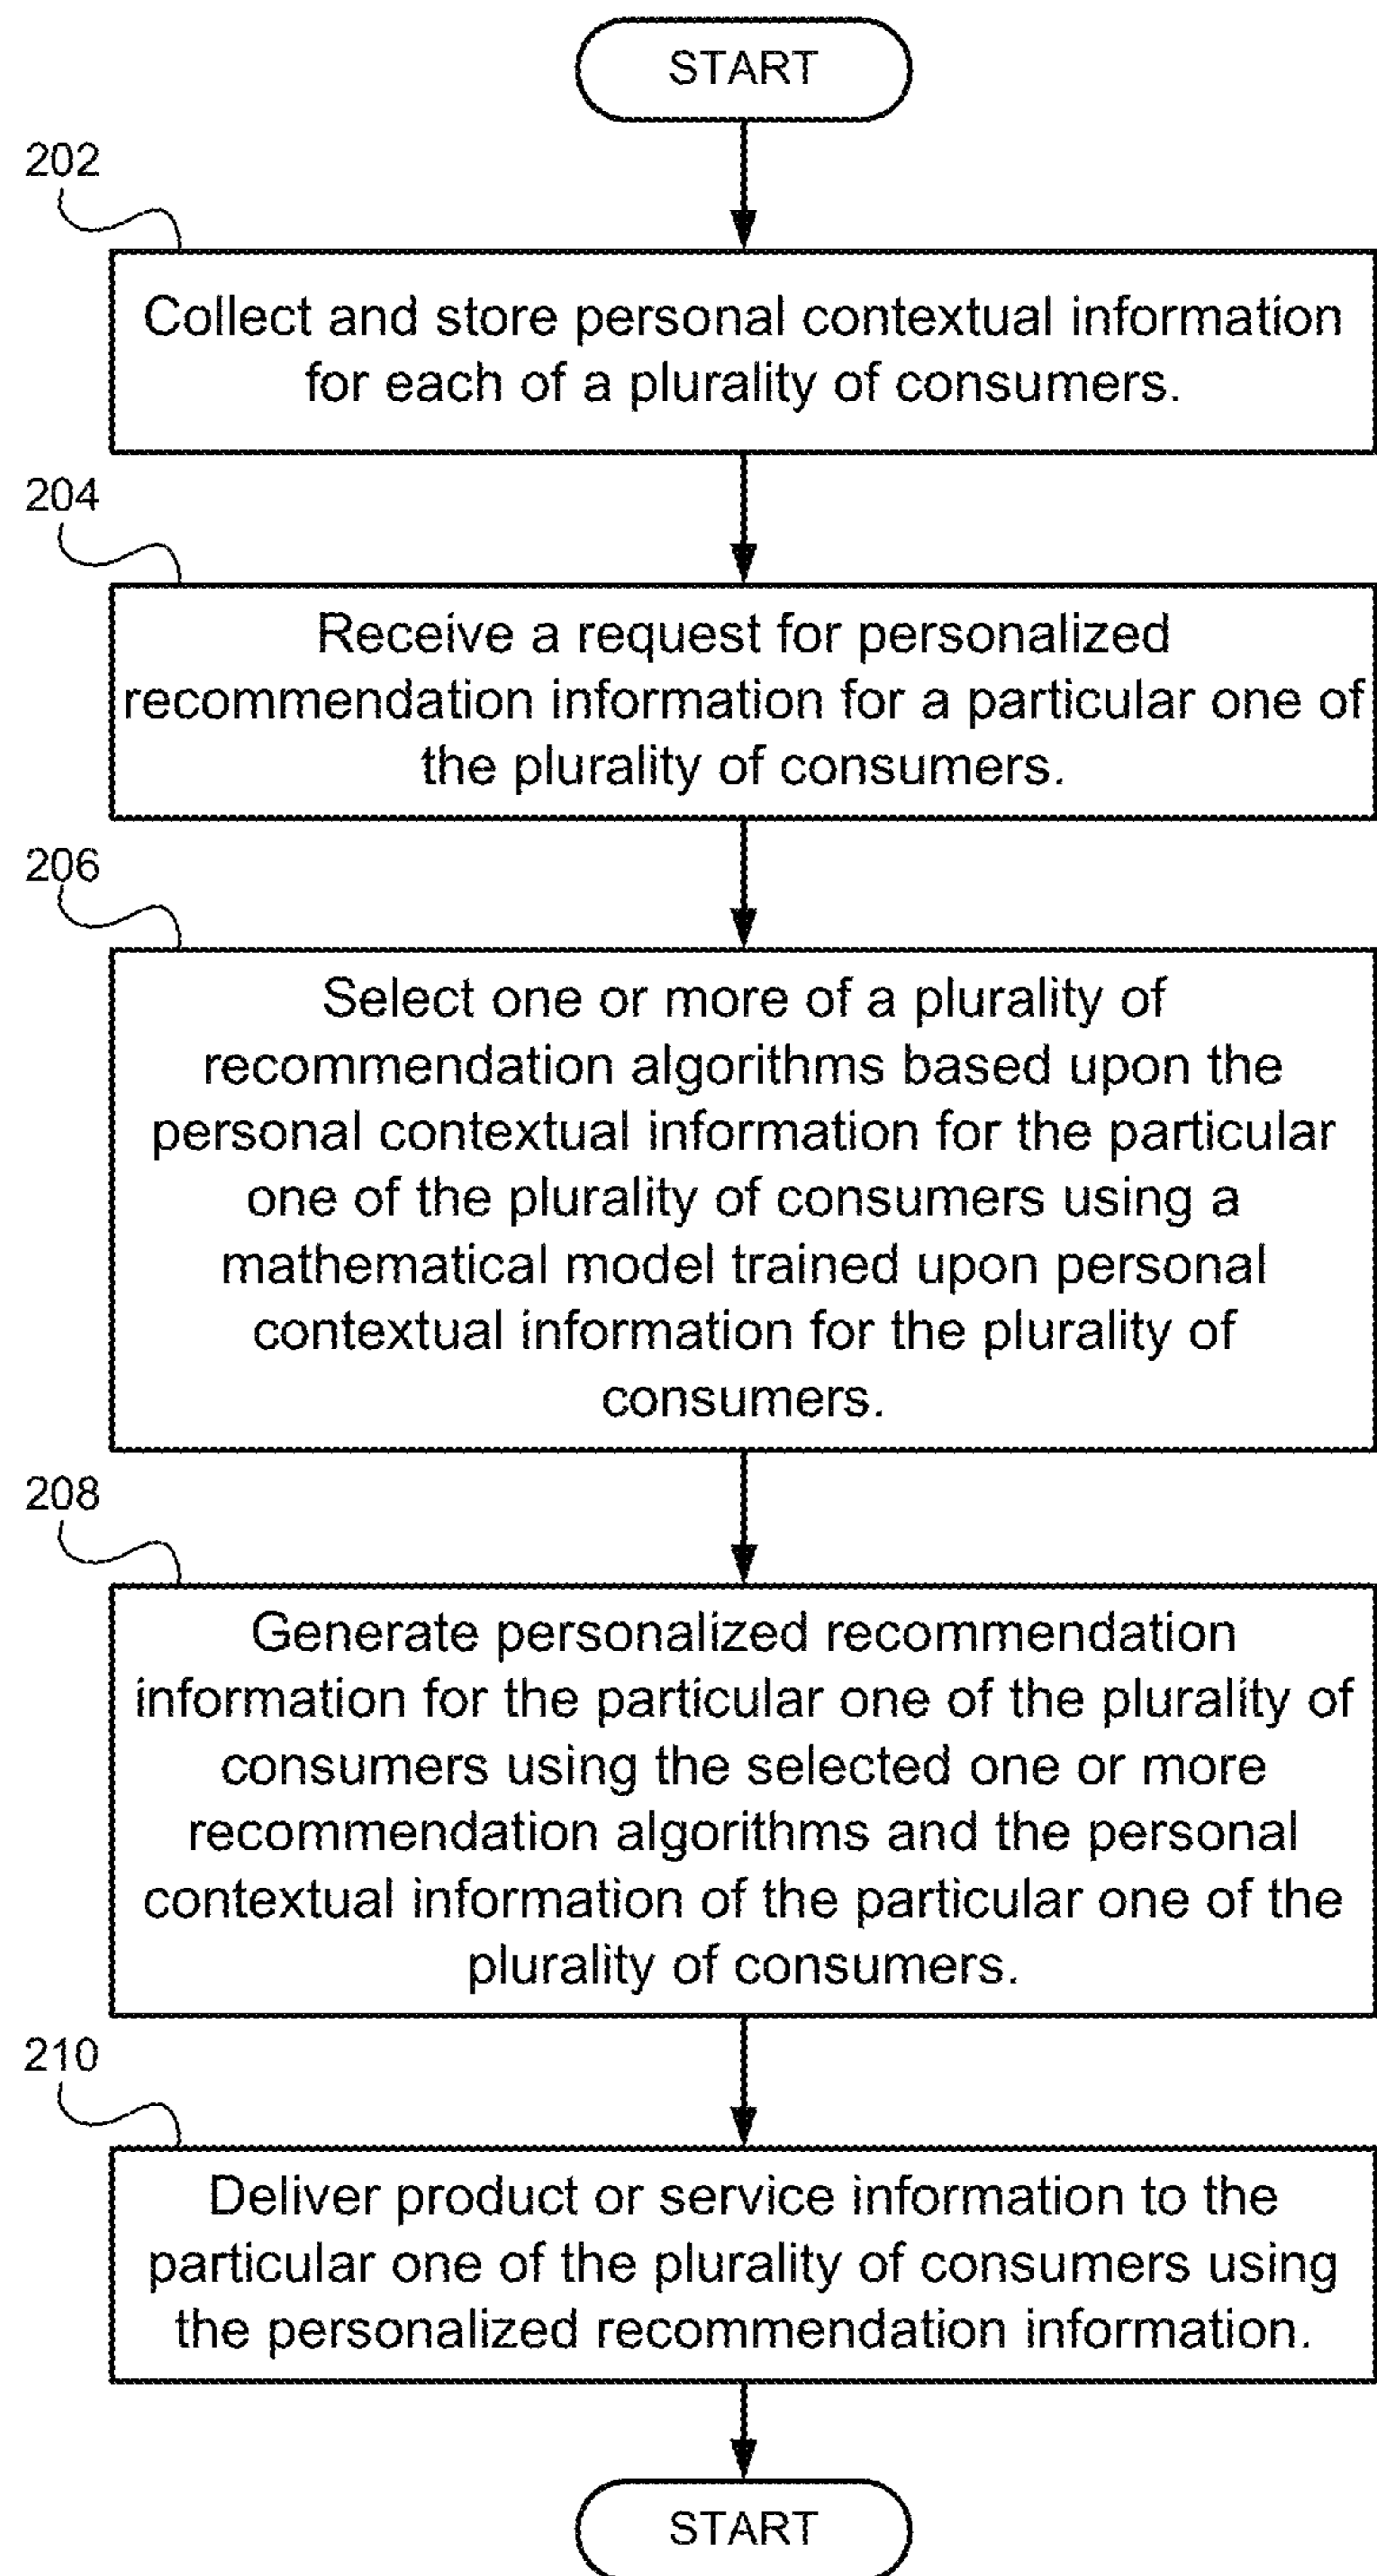 START
202
Collect and store personal contextual information
for each of a plurality of consumers.
204
Receive a request for personalized
recommendation information for a particular one of
the plurality of consumers.
206
Select one or more of a plurality of
recommendation algorithms based upon the
personal contextual information for the particular
one of the plurality of consumers using a
mathematical model trained upon personal
contextual information for the plurality of
consumers.
208
Generate personalized recommendation
information for the particular one of the plurality of
consumers using the selected one or more
recommendation algorithms and the personal
contextual information of the particular one of the
plurality of consumers.
210
Deliver product or service information to the
particular one of the plurality of consumers using
the personalized recommendation information.
START